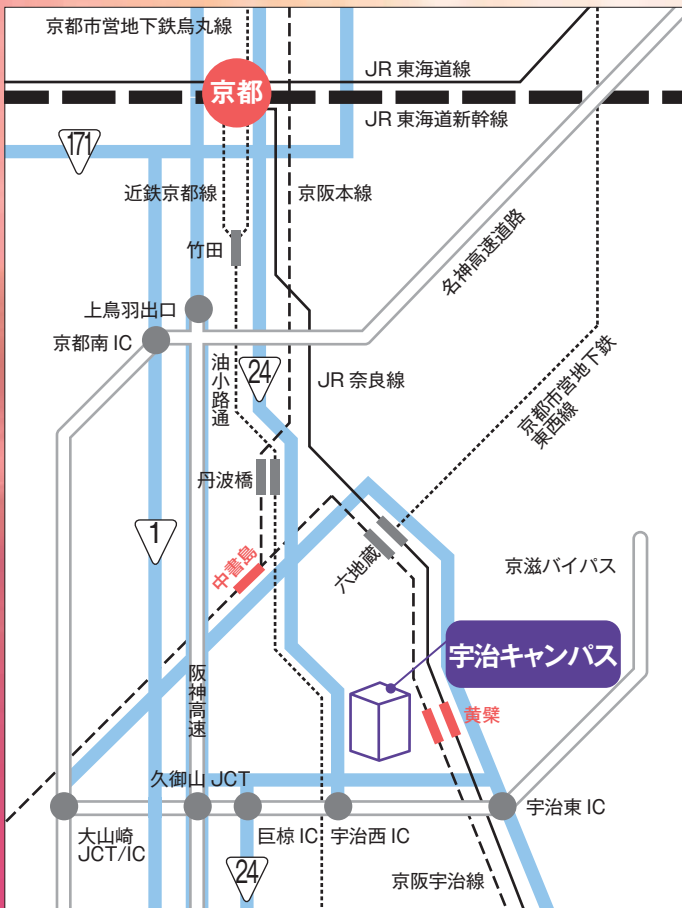 京都市営地下鉄烏丸線
JR 東海道線
京都
JR 東海道新幹線
171
近鉄京都線
京阪本線
竹田
名神高速道路
上鳥羽出口
京都南 IC
油小路通
24
JR 奈良線
京都市営地下鉄
東西線
丹波橋
1
中書島
六地蔵
京滋バイパス
宇治キャンパス
阪神高速
黄檗
久御山 JCT
大山崎
JCT/IC
巨椋 IC
宇治西 IC
宇治東 IC
24
京阪宇治線